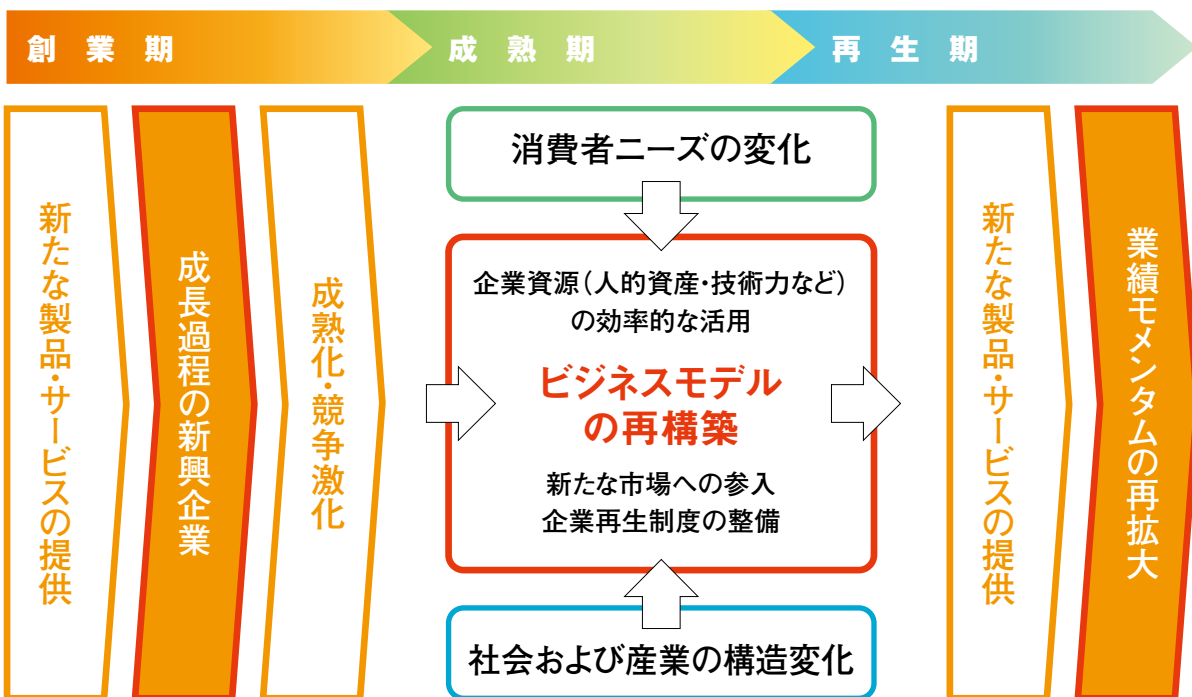 創業期
成熟期
再生期
新たな製品・サービスの提供
成長過程の新興企業
成熟化・競争激化
消費者ニーズの変化
企業資源(人的資産・技術力など)
の効率的な活用
ビジネスモデル
の再構築
新たな市場への参入
企業再生制度の整備
社会および産業の構造変化
新たな製品・サービスの提供
業績モメンタムの再拡大